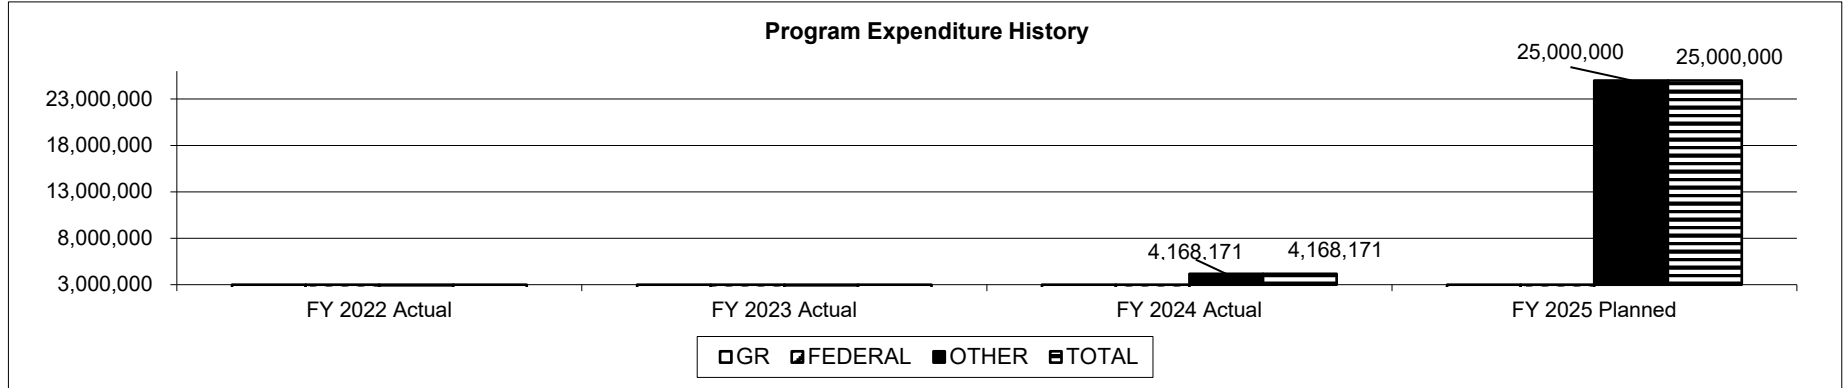 Program Expenditure History
25,000,000 25,000,000
23,000,000
18,000,000
13,000,000
8,000,000
4,168,171 4,168,171
3,000,000
FY 2022 Actual FY 2023 Actual FY 2024 Actual FY 2025 Planned
GR FEDERAL OTHER TOTAL